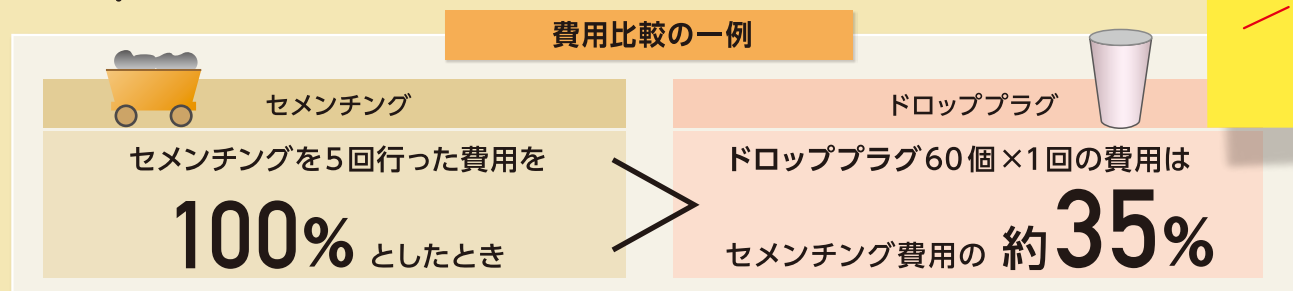 費用比較の一例
セメンチング
セメンチングを5回行った費用を
100% としたとき
ドロッププラグ
ドロッププラグ60個×1回の費用は
セメンチング費用の 約35%